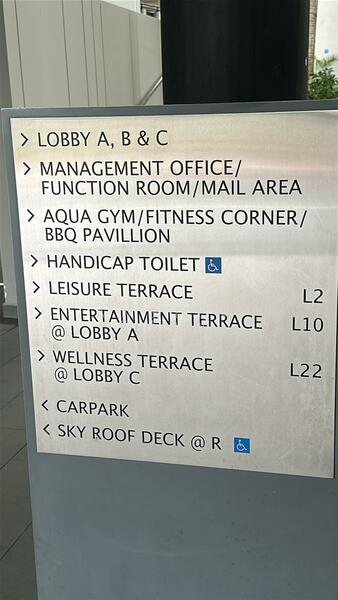 > LOBBY A, B & C
> MANAGEMENT OFFICE/
FUNCTION ROOM/MAIL AREA
> AQUA GYM/FITNESS CORNER/
BBQ PAVILLION
> HANDICAP TOILET
> LEISURE TERRACE L2
> ENTERTAINMENT TERRACE L10
@ LOBBY A
> WELLNESS TERRACE L22
@ LOBBY C
< CARPARK
< SKY ROOF DECK @ R